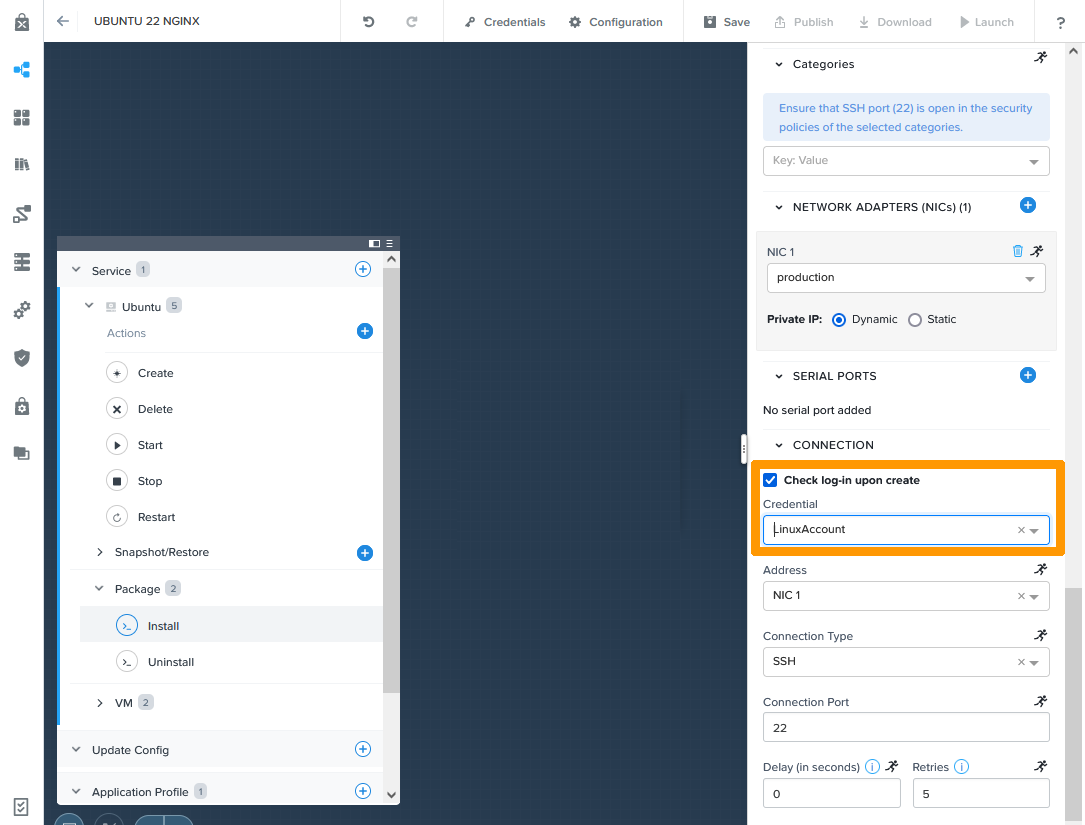 UBUNTU 22 NGINX
Credentials
Configuration
Save
Publish
Download
Launch
?
Service 1
Ubuntu 5
Actions
Create
Delete
Start
Stop
Restart
Snapshot/Restore
Package 2
Install
Uninstall
VM 2
Update Config
Application Profile 1
Categories
Ensure that SSH port (22) is open in the security
policies of the selected categories.
Key: Value
NETWORK ADAPTERS (NICs) (1)
NIC 1
production
Private IP: Dynamic Static
SERIAL PORTS
No serial port added
CONNECTION
Check log-in upon create
Credential
LinuxAccount
Address
NIC 1
Connection Type
SSH
Connection Port
22
Delay (in seconds) Retries
0 5